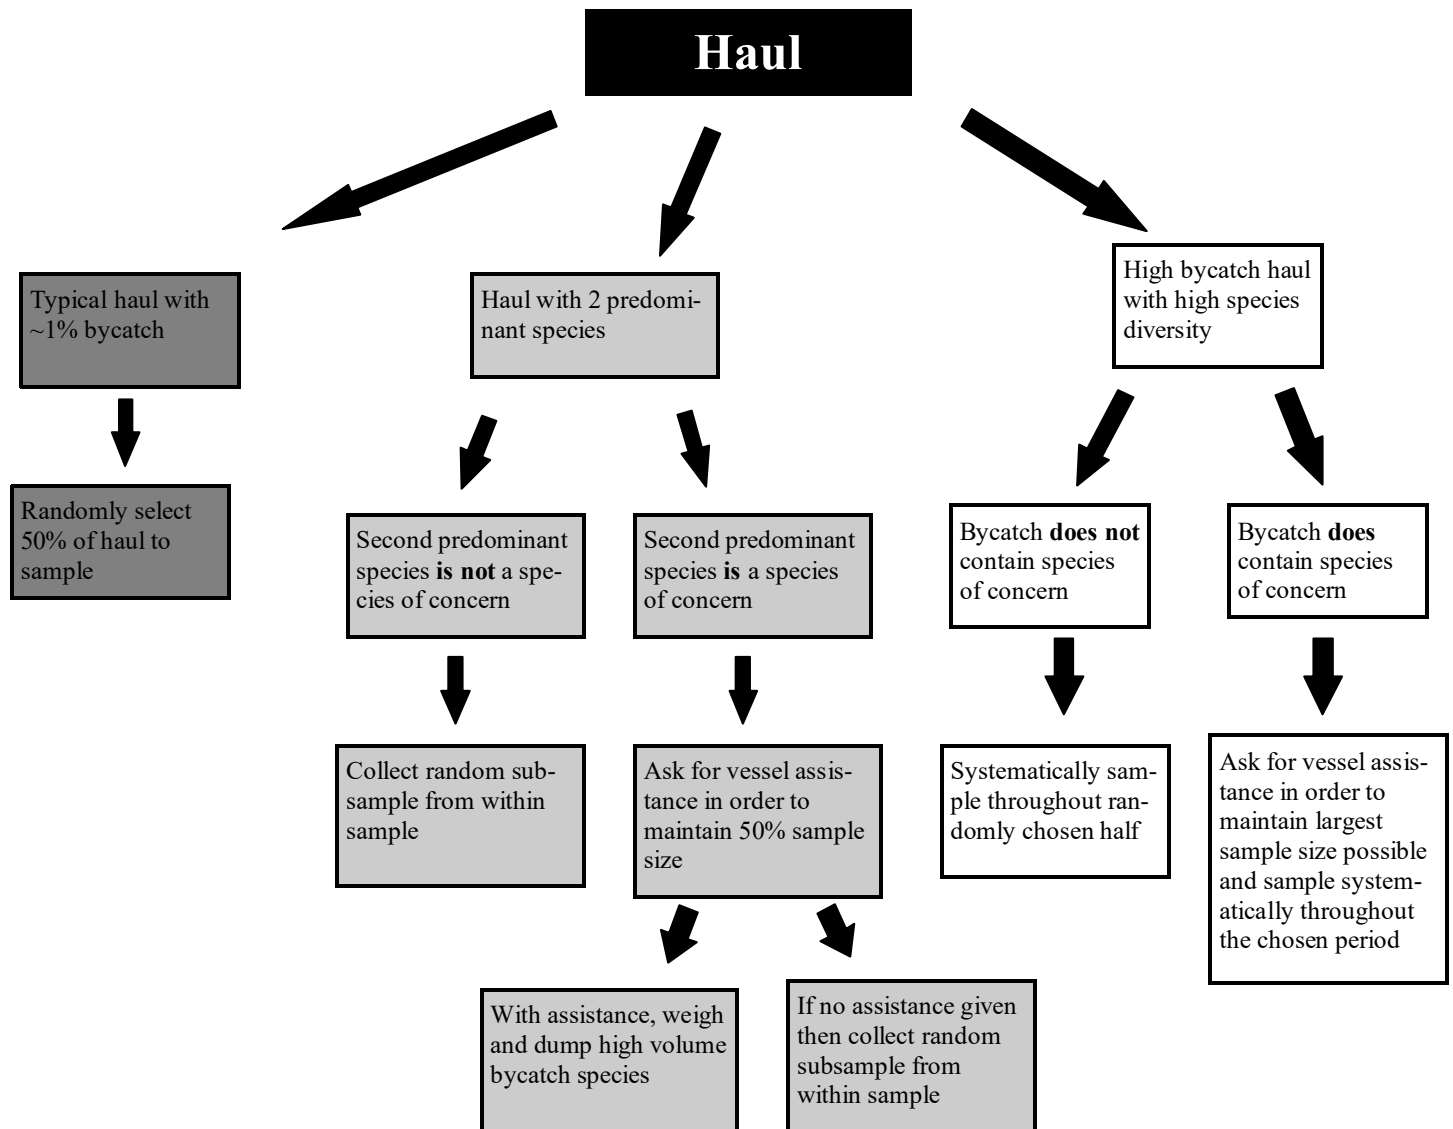 Haul
Typical haul with
~1% bycatch
Haul with 2 predomi-
nant species
High bycatch haul
with high species
diversity
Randomly select
50% of haul to
sample
Second predominant
species is not a spe-
cies of concern
Second predominant
species is a species
of concern
Bycatch does not
contain species
of concern
Bycatch does
contain species
of concern
Collect random sub-
sample from within
sample
Ask for vessel assis-
tance in order to
maintain 50% sample
size
Systematically sam-
ple throughout ran-
domly chosen half
Ask for vessel assis-
tance in order to
maintain largest
sample size possible
and sample system-
atically throughout
the chosen period
With assistance, weigh
and dump high volume
bycatch species
If no assistance given
then collect random
subsample from
within sample